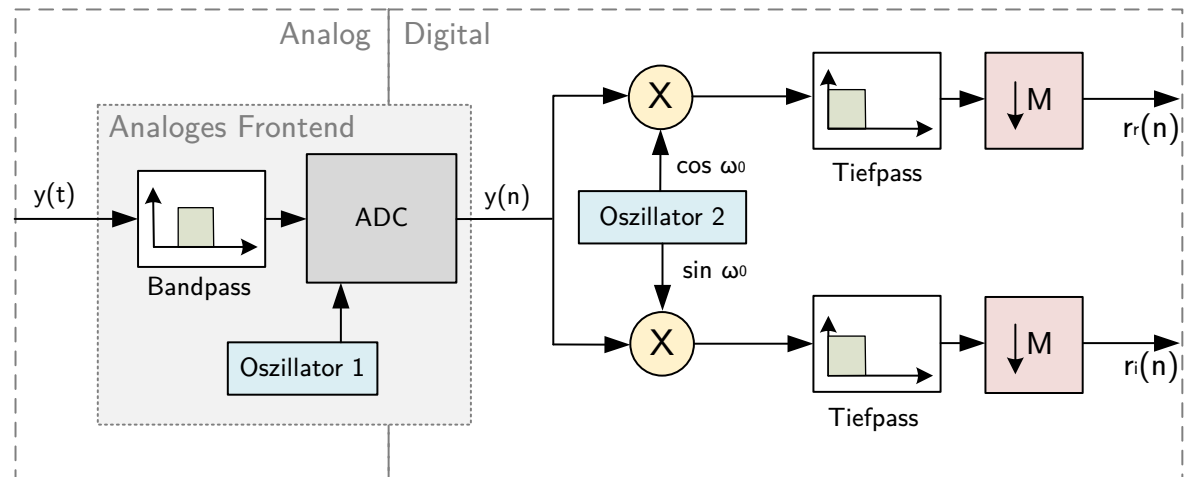 Analog
Digital
Analoges Frontend
y(t)
Bandpass
ADC
Oszillator 1
y(n)
X
cos ω0
Oszillator 2
sin ω0
X
Tiefpass
↓M
rr(n)
Tiefpass
↓M
ri(n)